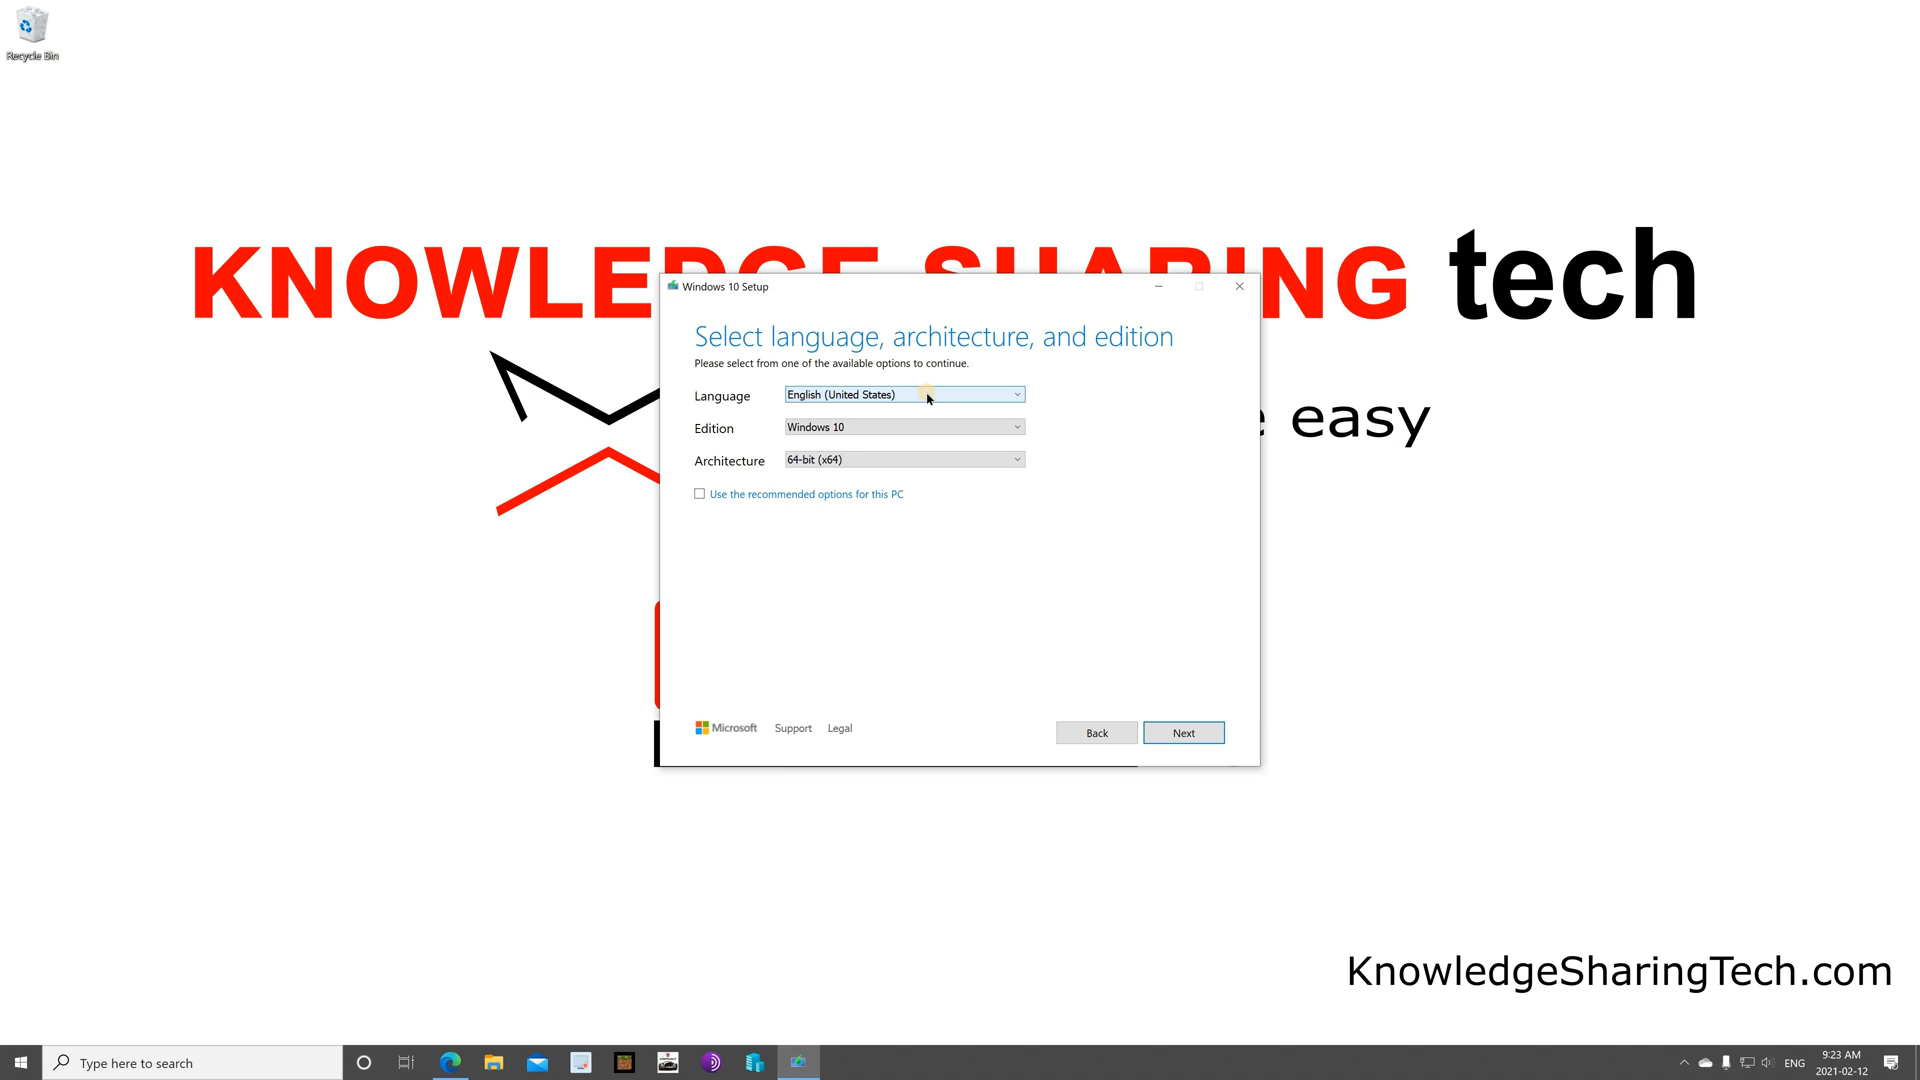 Recycle Bin
KNOWLEDGE SHARING tech
Windows 10 Setup
Select language, architecture, and edition
Please select from one of the available options to continue.
Language English (United States)
easy
Edition Windows 10
Architecture 64-bit (x64)
Use the recommended options for this PC
Microsoft Support Legal Back Next
KnowledgeSharingTech.com
Type here to search
ENG
9:23 AM
2021-02-12